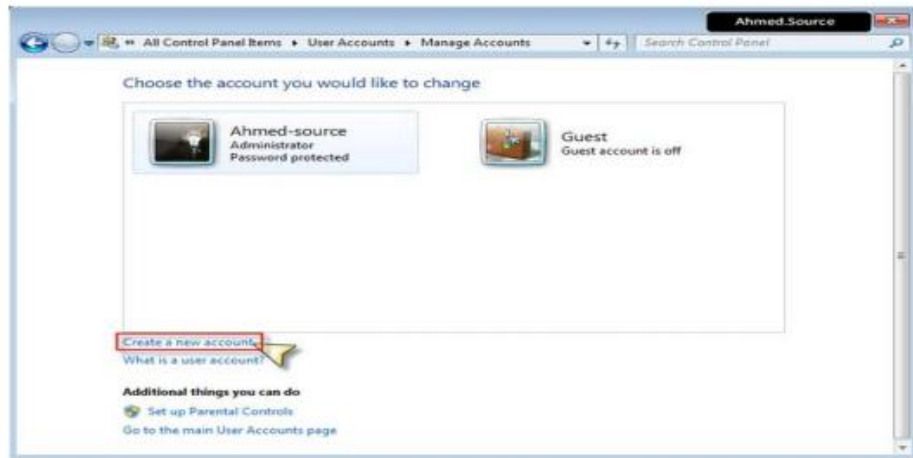 Ahmed.Source
All Control Panel Items ▸ User Accounts ▸ Manage Accounts
Search Control Panel
Choose the account you would like to change
Ahmed-source
Administrator
Password protected
Guest
Guest account is off
Create a new account
What is a user account?
Additional things you can do
Set up Parental Controls
Go to the main User Accounts page